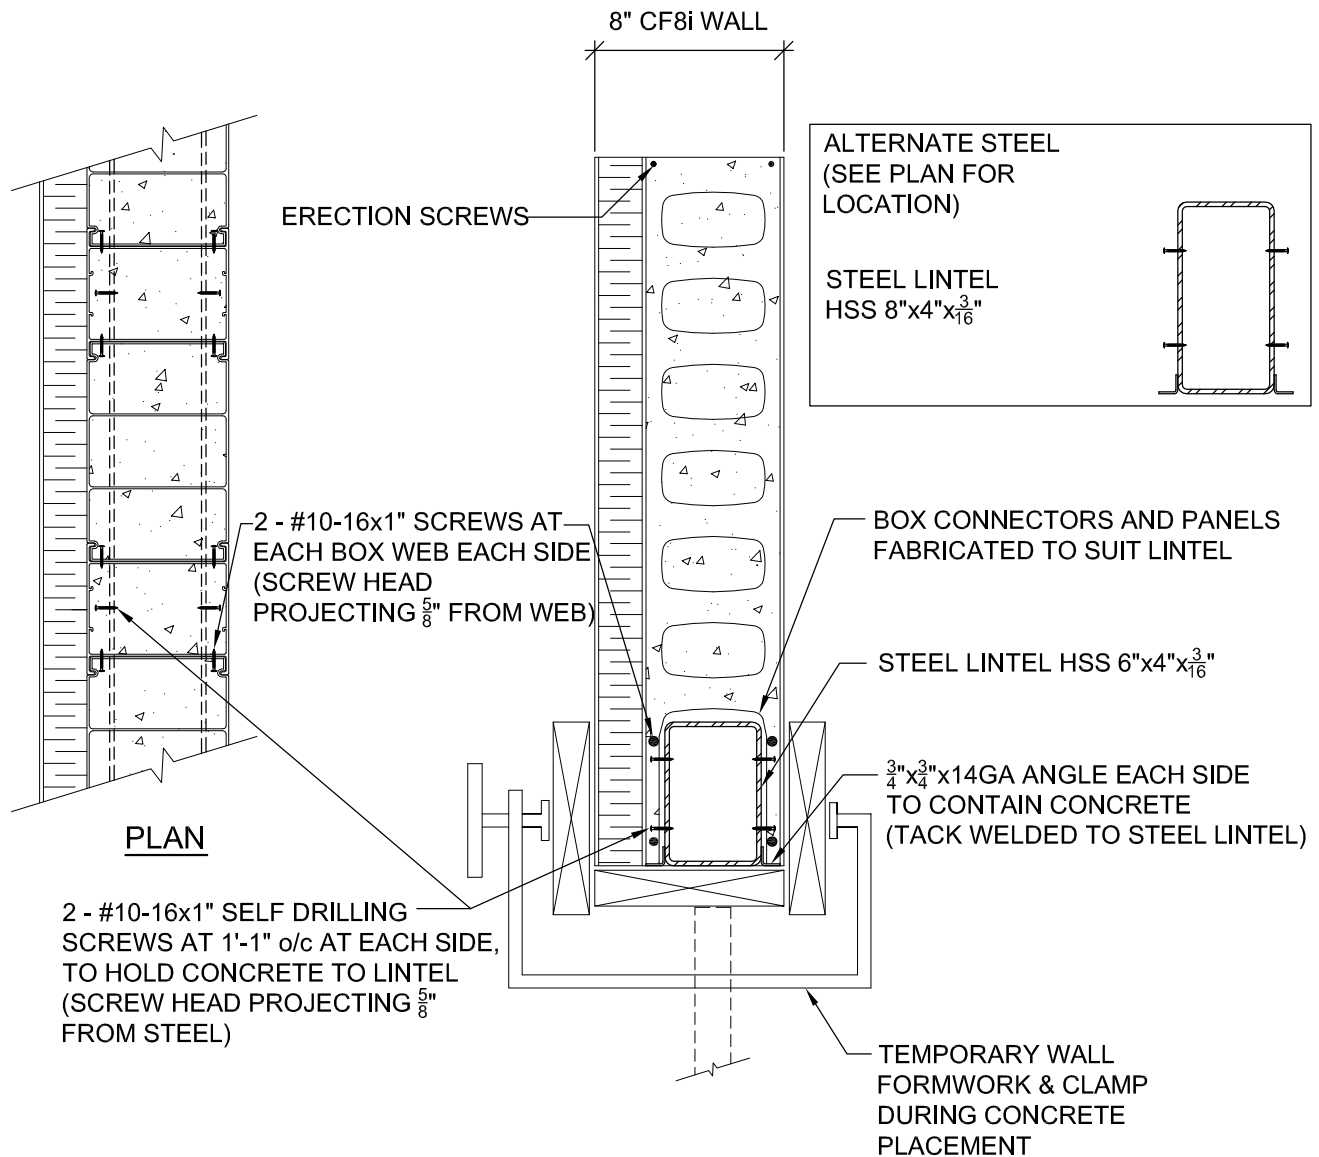 8" CF8i WALL
ALTERNATE STEEL
(SEE PLAN FOR
LOCATION)
STEEL LINTEL
HSS 8"x4"x3/16"
ERECTION SCREWS
2 - #10-16x1" SCREWS AT
EACH BOX WEB EACH SIDE
(SCREW HEAD
PROJECTING 5/8" FROM WEB)
BOX CONNECTORS AND PANELS
FABRICATED TO SUIT LINTEL
STEEL LINTEL HSS 6"x4"x3/16"
3/4"x3/4"x14GA ANGLE EACH SIDE
TO CONTAIN CONCRETE
(TACK WELDED TO STEEL LINTEL)
PLAN
2 - #10-16x1" SELF DRILLING
SCREWS AT 1'-1" o/c AT EACH SIDE,
TO HOLD CONCRETE TO LINTEL
(SCREW HEAD PROJECTING 5/8"
FROM STEEL)
TEMPORARY WALL
FORMWORK & CLAMP
DURING CONCRETE
PLACEMENT